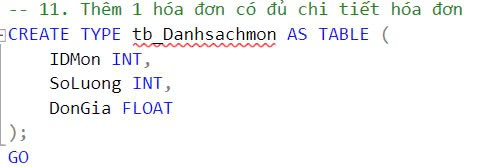 -- 11. Thêm 1 hóa đơn có đủ chi tiết hóa đơn
CREATE TYPE tb_Danhsachmon AS TABLE (
    IDMon INT,
    SoLuong INT,
    DonGia FLOAT
);
GO